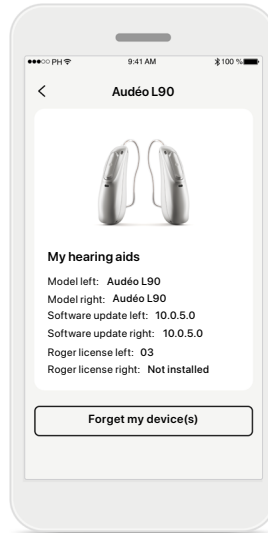 ●●●○○ PH 9:41 AM 100 %
Audéo L90
My hearing aids
Model left: Audéo L90
Model right: Audéo L90
Software update left: 10.0.5.0
Software update right: 10.0.5.0
Roger license left: 03
Roger license right: Not installed
Forget my device(s)